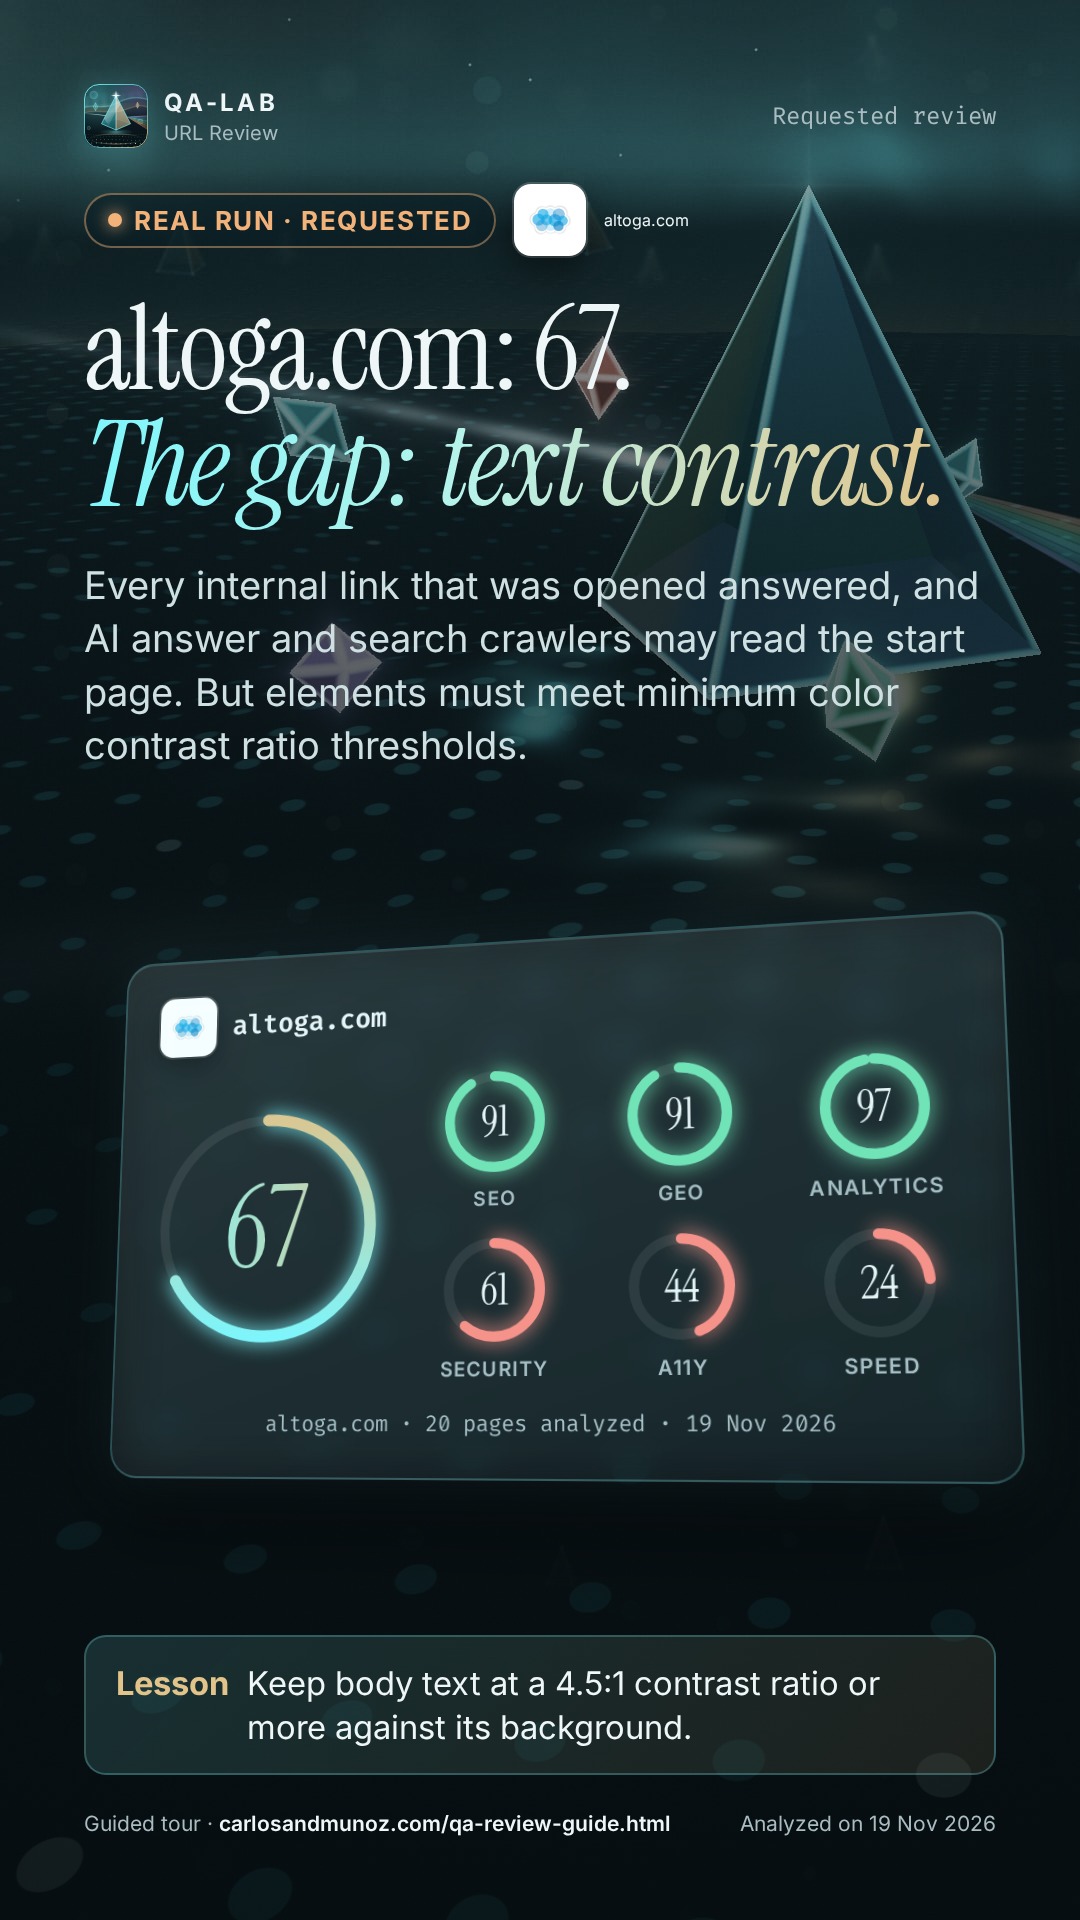 QA-LAB
URL Review
Requested review
REAL RUN · REQUESTED
altoga.com
altoga.com: 67.
The gap: text contrast.
Every internal link that was opened answered, and
AI answer and search crawlers may read the start
page. But elements must meet minimum color
contrast ratio thresholds.
altoga.com
67
91
SEO
91
GEO
97
ANALYTICS
61
SECURITY
44
A11Y
24
SPEED
altoga.com · 20 pages analyzed · 19 Nov 2026
Lesson Keep body text at a 4.5:1 contrast ratio or
more against its background.
Guided tour · carlosandmunoz.com/qa-review-guide.html
Analyzed on 19 Nov 2026